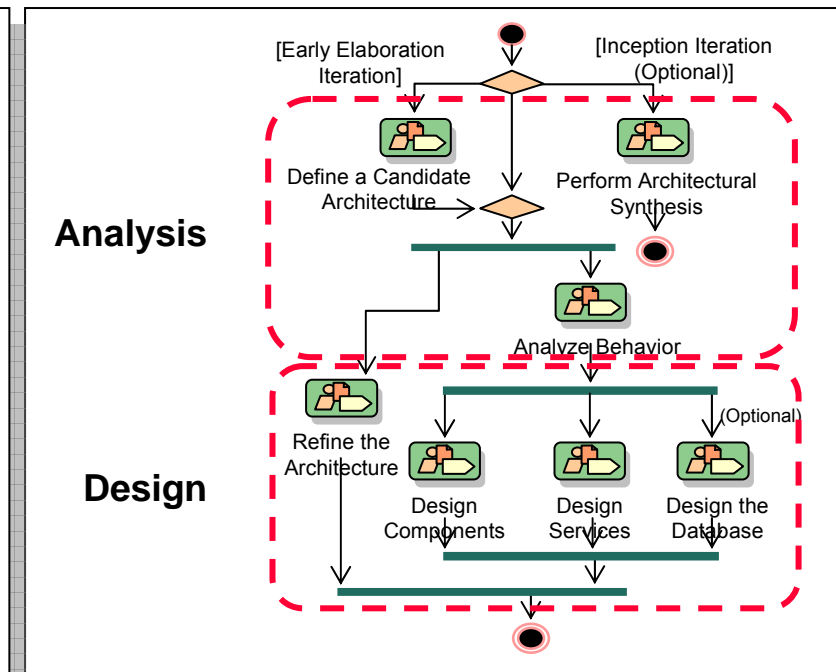 [Early Elaboration
Iteration]
[Inception Iteration
(Optional)]
Define a Candidate
Architecture
Perform Architectural
Synthesis
Analysis
Analyze Behavior
(Optional)
Refine the
Architecture
Design
Design
Components
Design
Services
Design the
Database